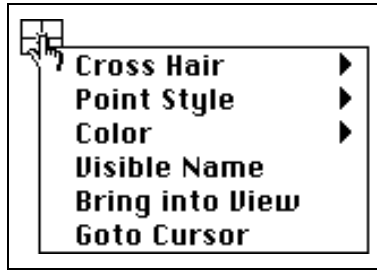 Cross Hair
Point Style
Color
Visible Name
Bring into View
Goto Cursor